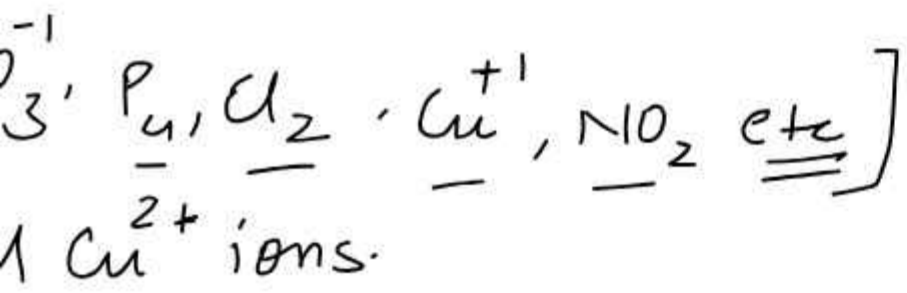 3⁻¹, P₄, Cl₂, Cu⁺¹, NO₂ etc]
Cu²⁺ ions.